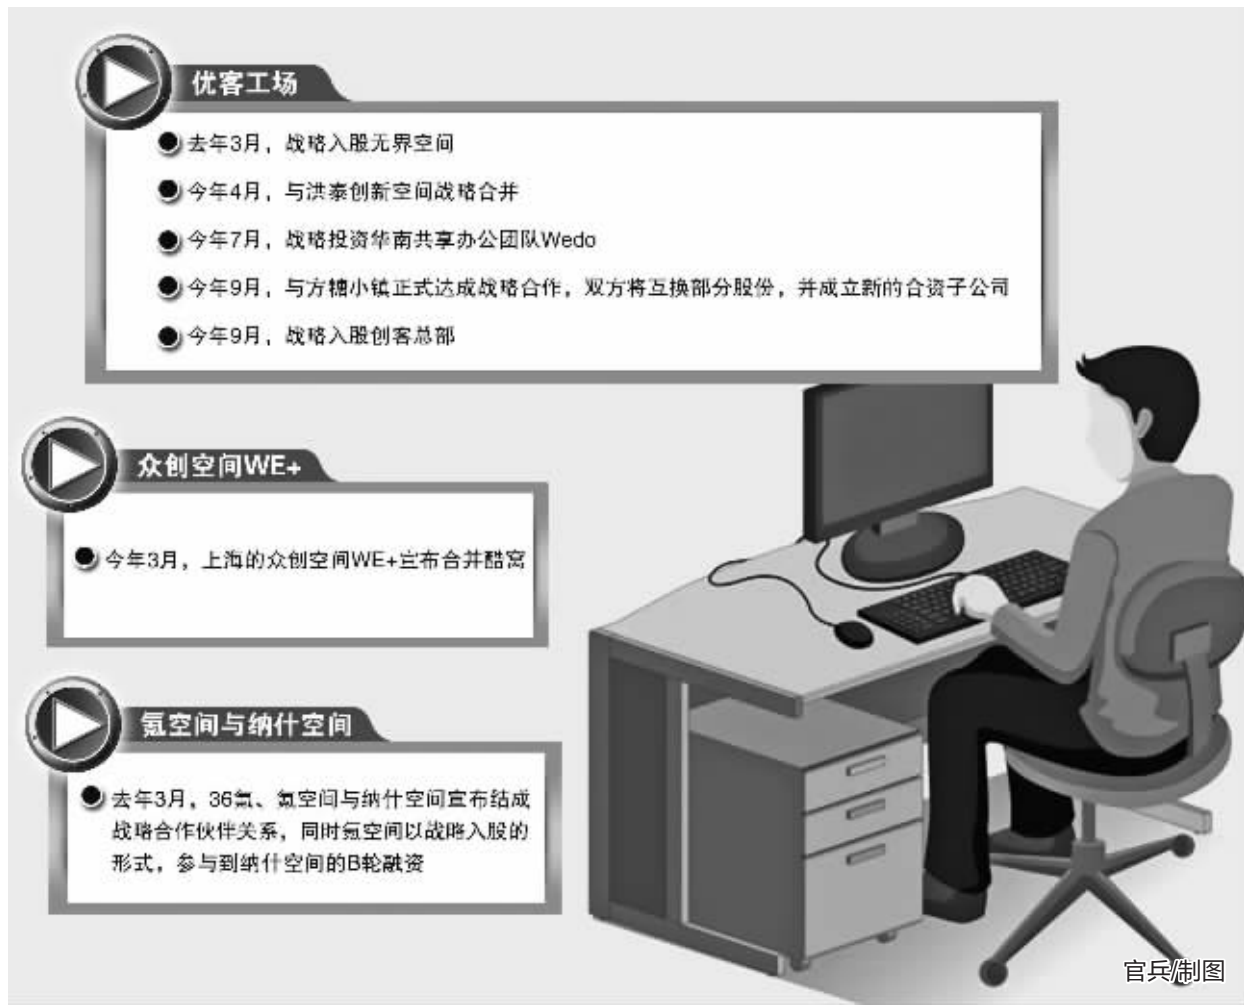 优客工场
去年3月，战略入股无界空间
今年4月，与洪泰创新空间战略合并
今年7月，战略投资华南共享办公团队Wedo
今年9月，与方糖小镇正式达成战略合作，双方将互换部分股份，并成立新的合资子公司
今年9月，战略入股创客总部
众创空间WE+
今年3月，上海的众创空间WE+宣布合并酷窝
氪空间与纳什空间
去年3月，36氪、氪空间与纳什空间宣布结成
战略合作伙伴关系，同时氪空间以战略入股的
形式，参与到纳什空间的B轮融资
官兵/制图